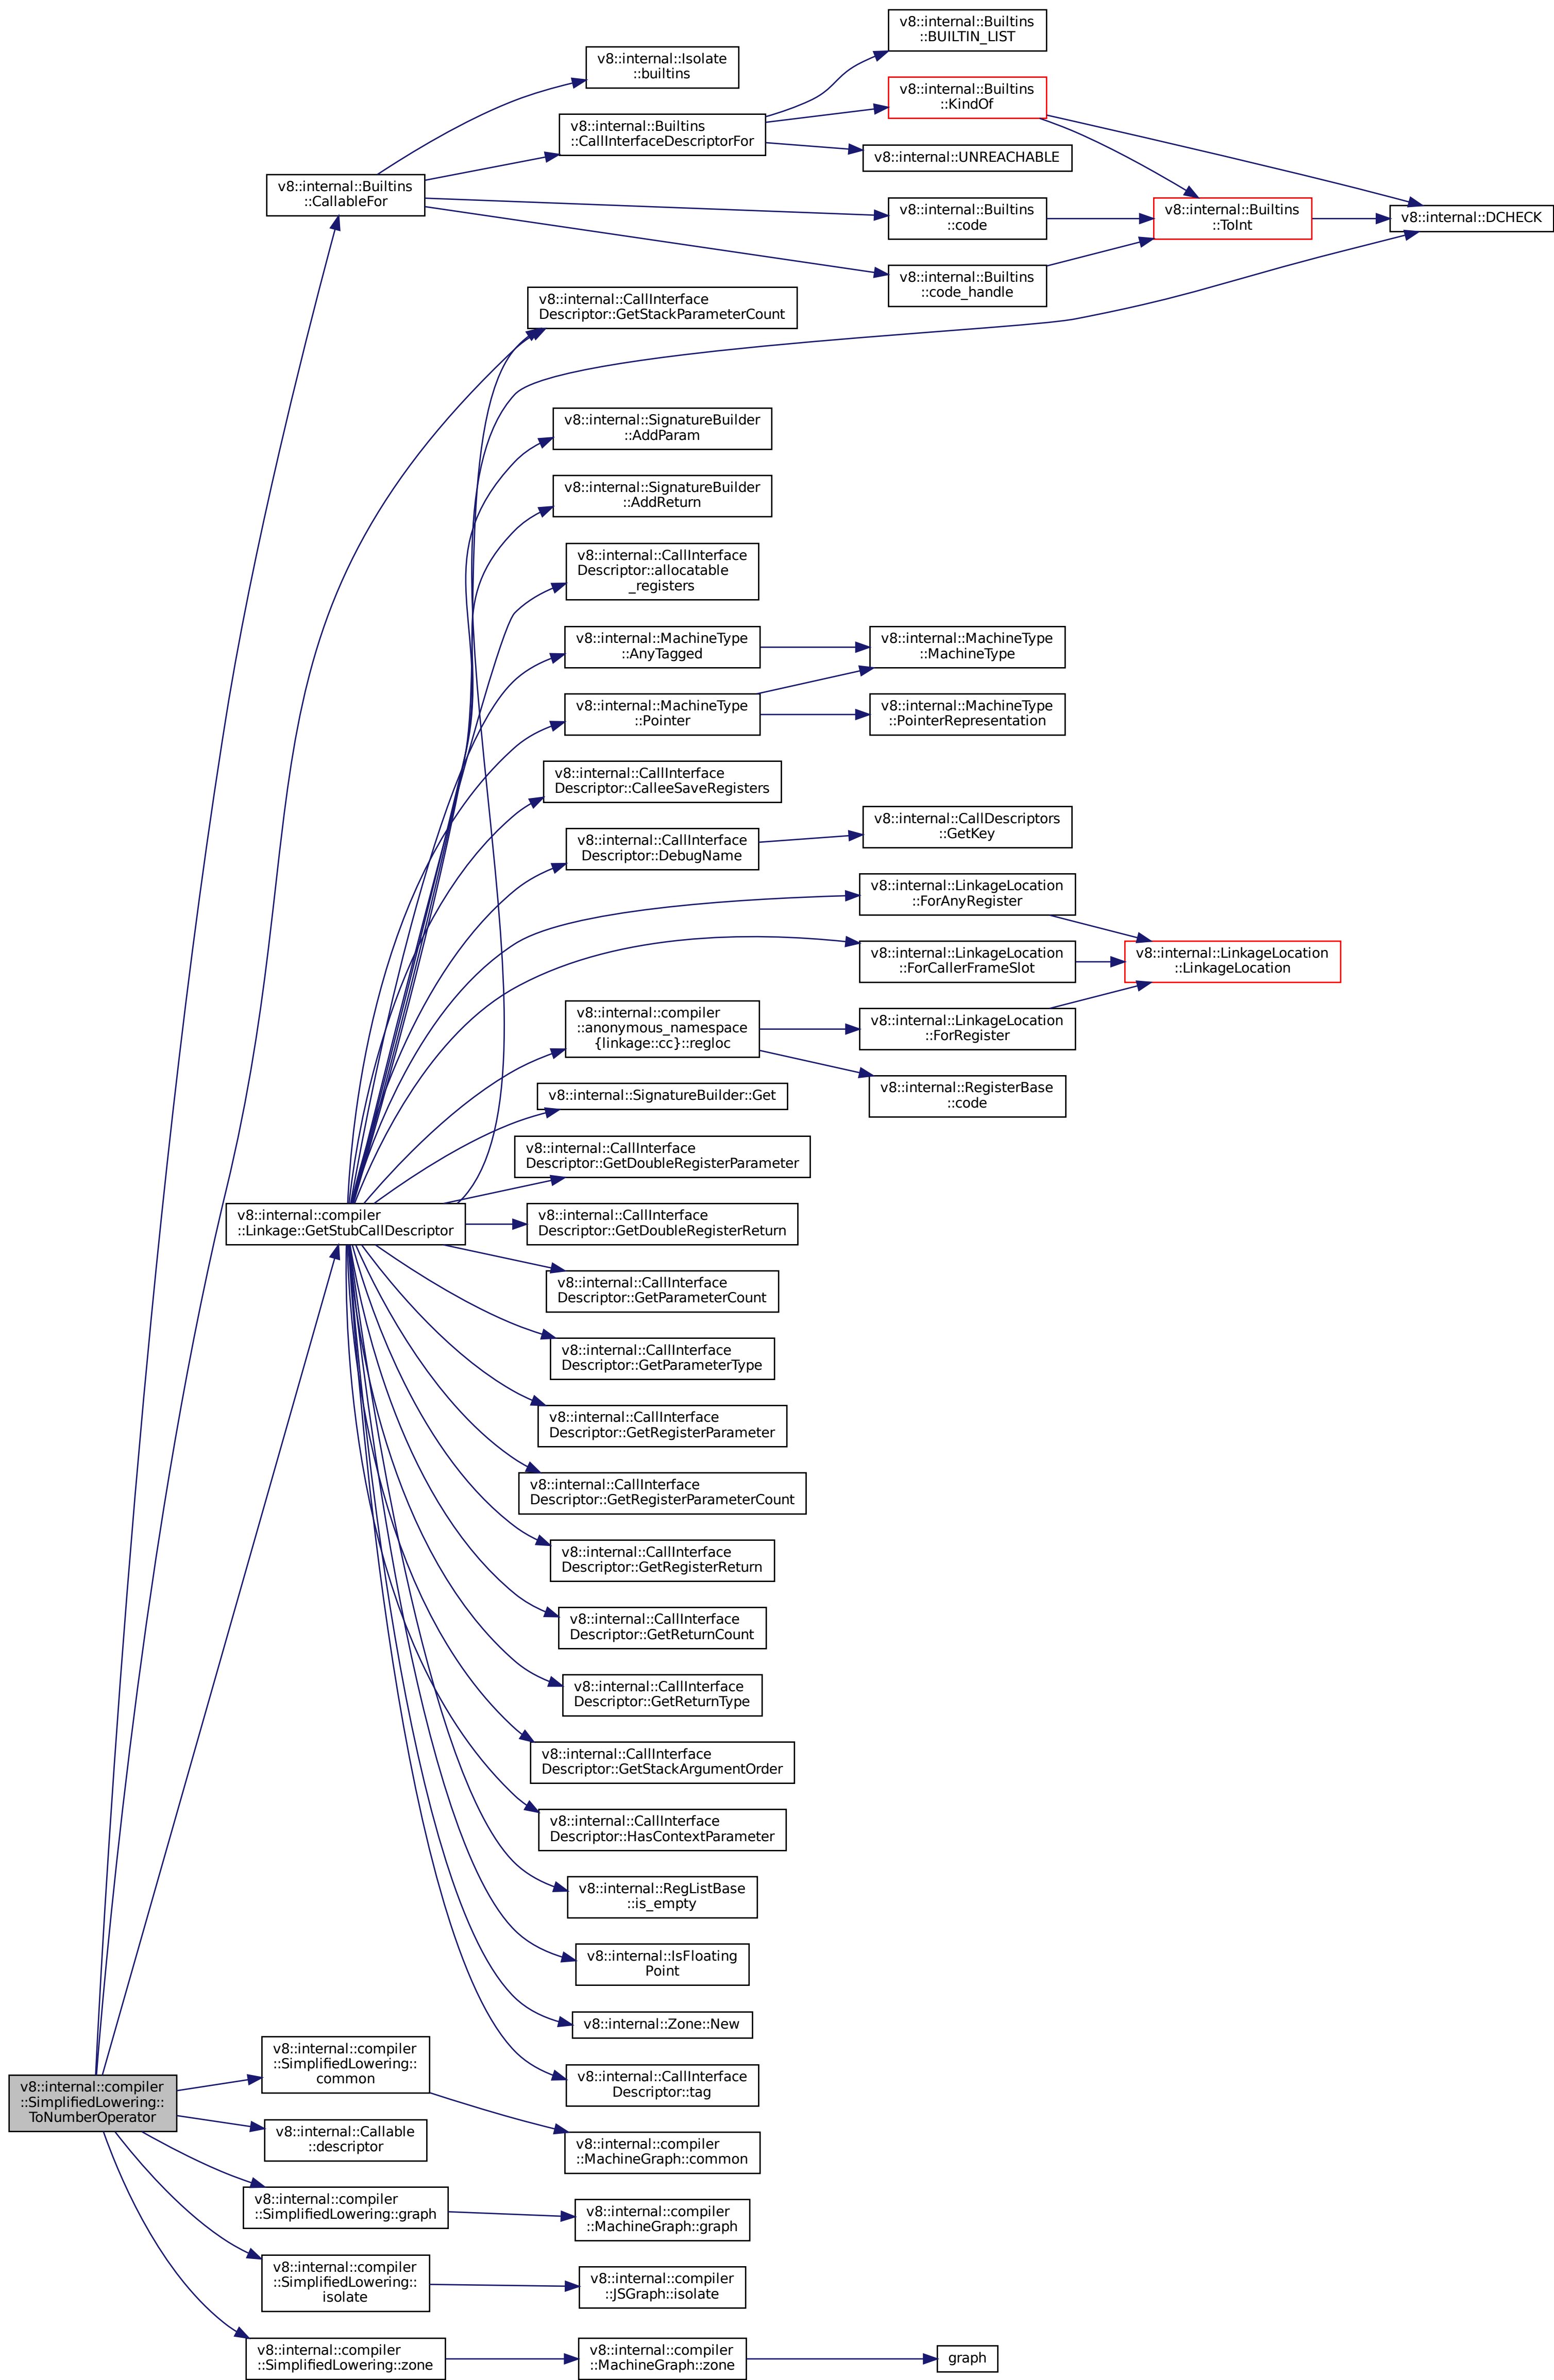 v8::internal::Builtins
::BUILTIN_LIST
v8::internal::Isolate
::builtins
v8::internal::Builtins
::KindOf
v8::internal::Builtins
::CallInterfaceDescriptorFor
v8::internal::UNREACHABLE
v8::internal::Builtins
::CallableFor
v8::internal::Builtins
::code
v8::internal::Builtins
::ToInt
v8::internal::DCHECK
v8::internal::Builtins
::code_handle
v8::internal::CallInterface
Descriptor::GetStackParameterCount
v8::internal::SignatureBuilder
::AddParam
v8::internal::SignatureBuilder
::AddReturn
v8::internal::CallInterface
Descriptor::allocatable
_registers
v8::internal::MachineType
::AnyTagged
v8::internal::MachineType
::MachineType
v8::internal::MachineType
::Pointer
v8::internal::MachineType
::PointerRepresentation
v8::internal::CallInterface
Descriptor::CalleeSaveRegisters
v8::internal::CallInterface
Descriptor::DebugName
v8::internal::CallDescriptors
::GetKey
v8::internal::LinkageLocation
::ForAnyRegister
v8::internal::LinkageLocation
::ForCallerFrameSlot
v8::internal::LinkageLocation
::LinkageLocation
v8::internal::compiler
::anonymous_namespace
{linkage::cc}::regloc
v8::internal::LinkageLocation
::ForRegister
v8::internal::RegisterBase
::code
v8::internal::SignatureBuilder::Get
v8::internal::CallInterface
Descriptor::GetDoubleRegisterParameter
v8::internal::compiler
::Linkage::GetStubCallDescriptor
v8::internal::CallInterface
Descriptor::GetDoubleRegisterReturn
v8::internal::CallInterface
Descriptor::GetParameterCount
v8::internal::CallInterface
Descriptor::GetParameterType
v8::internal::CallInterface
Descriptor::GetRegisterParameter
v8::internal::CallInterface
Descriptor::GetRegisterParameterCount
v8::internal::CallInterface
Descriptor::GetRegisterReturn
v8::internal::CallInterface
Descriptor::GetReturnCount
v8::internal::CallInterface
Descriptor::GetReturnType
v8::internal::CallInterface
Descriptor::GetStackArgumentOrder
v8::internal::CallInterface
Descriptor::HasContextParameter
v8::internal::RegListBase
::is_empty
v8::internal::IsFloating
Point
v8::internal::Zone::New
v8::internal::CallInterface
Descriptor::tag
v8::internal::compiler
::SimplifiedLowering::
common
v8::internal::compiler
::SimplifiedLowering::
ToNumberOperator
v8::internal::Callable
::descriptor
v8::internal::compiler
::MachineGraph::common
v8::internal::compiler
::SimplifiedLowering::graph
v8::internal::compiler
::MachineGraph::graph
v8::internal::compiler
::SimplifiedLowering::
isolate
v8::internal::compiler
::JSGraph::isolate
v8::internal::compiler
::SimplifiedLowering::zone
v8::internal::compiler
::MachineGraph::zone
graph